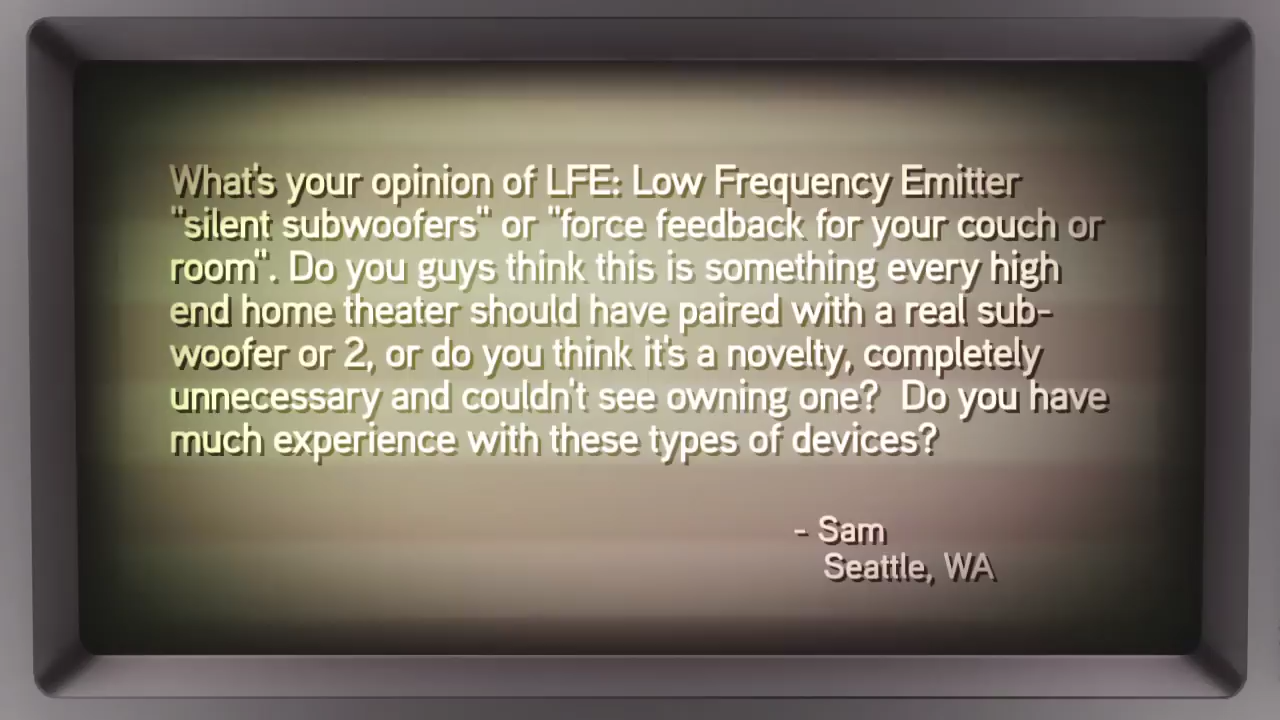 What's your opinion of LFE: Low Frequency Emitter
"silent subwoofers" or "force feedback for your couch or
room". Do you guys think this is something every high
end home theater should have paired with a real sub-
woofer or 2, or do you think it's a novelty, completely
unnecessary and couldn't see owning one?  Do you have
much experience with these types of devices?
- Sam
Seattle, WA